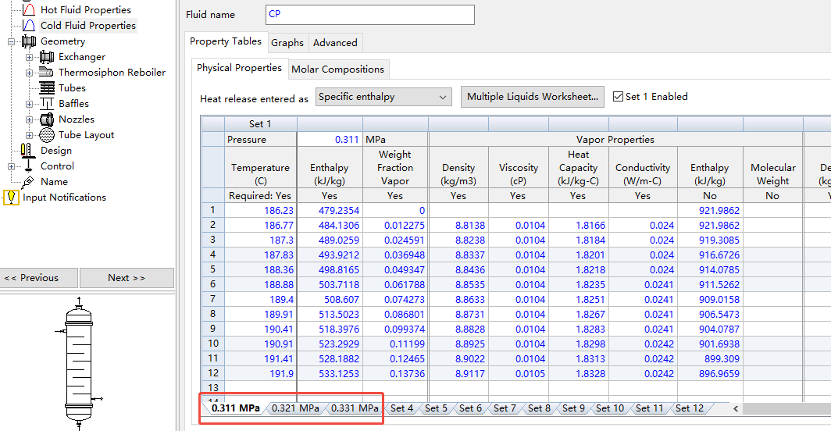 Hot Fluid Properties
Cold Fluid Properties
Geometry
Exchanger
Thermosiphon Reboiler
Tubes
Baffles
Nozzles
Tube Layout
Design
Control
Name
Input Notifications
<< Previous Next >>
Fluid name CP
Property Tables Graphs Advanced
Physical Properties Molar Compositions
Heat release entered as Specific enthalpy Multiple Liquids Worksheet... Set 1 Enabled
Set 1
Pressure 0.311 MPa Vapor Properties
Temperature (C) Enthalpy (kJ/kg) Weight Fraction Vapor Density (kg/m3) Viscosity (cP) Heat Capacity (kJ/kg-C) Conductivity (W/m-C) Enthalpy (kJ/kg) Molecular Weight
Required: Yes Yes Yes Yes Yes Yes Yes No No
1 186.23 479.2354 0 921.9862
2 186.77 484.1306 0.012275 8.8138 0.0104 1.8166 0.024 921.9862
3 187.3 489.0259 0.024591 8.8238 0.0104 1.8184 0.024 919.3085
4 187.83 493.9212 0.036948 8.8337 0.0104 1.8201 0.024 916.6726
5 188.36 498.8165 0.049347 8.8436 0.0104 1.8218 0.024 914.0785
6 188.88 503.7118 0.061788 8.8535 0.0104 1.8235 0.0241 911.5262
7 189.4 508.607 0.074273 8.8633 0.0104 1.8251 0.0241 909.0158
8 189.91 513.5023 0.086801 8.8731 0.0104 1.8267 0.0241 906.5473
9 190.41 518.3976 0.099374 8.8828 0.0104 1.8283 0.0241 904.0787
10 190.91 523.2929 0.11199 8.8925 0.0104 1.8298 0.0242 901.6938
11 191.41 528.1882 0.12465 8.9022 0.0104 1.8313 0.0242 899.309
12 191.9 533.1253 0.13736 8.9117 0.0105 1.8328 0.0242 896.9659
13
0.311 MPa 0.321 MPa 0.331 MPa Set 4 Set 5 Set 6 Set 7 Set 8 Set 9 Set 10 Set 11 Set 12 <